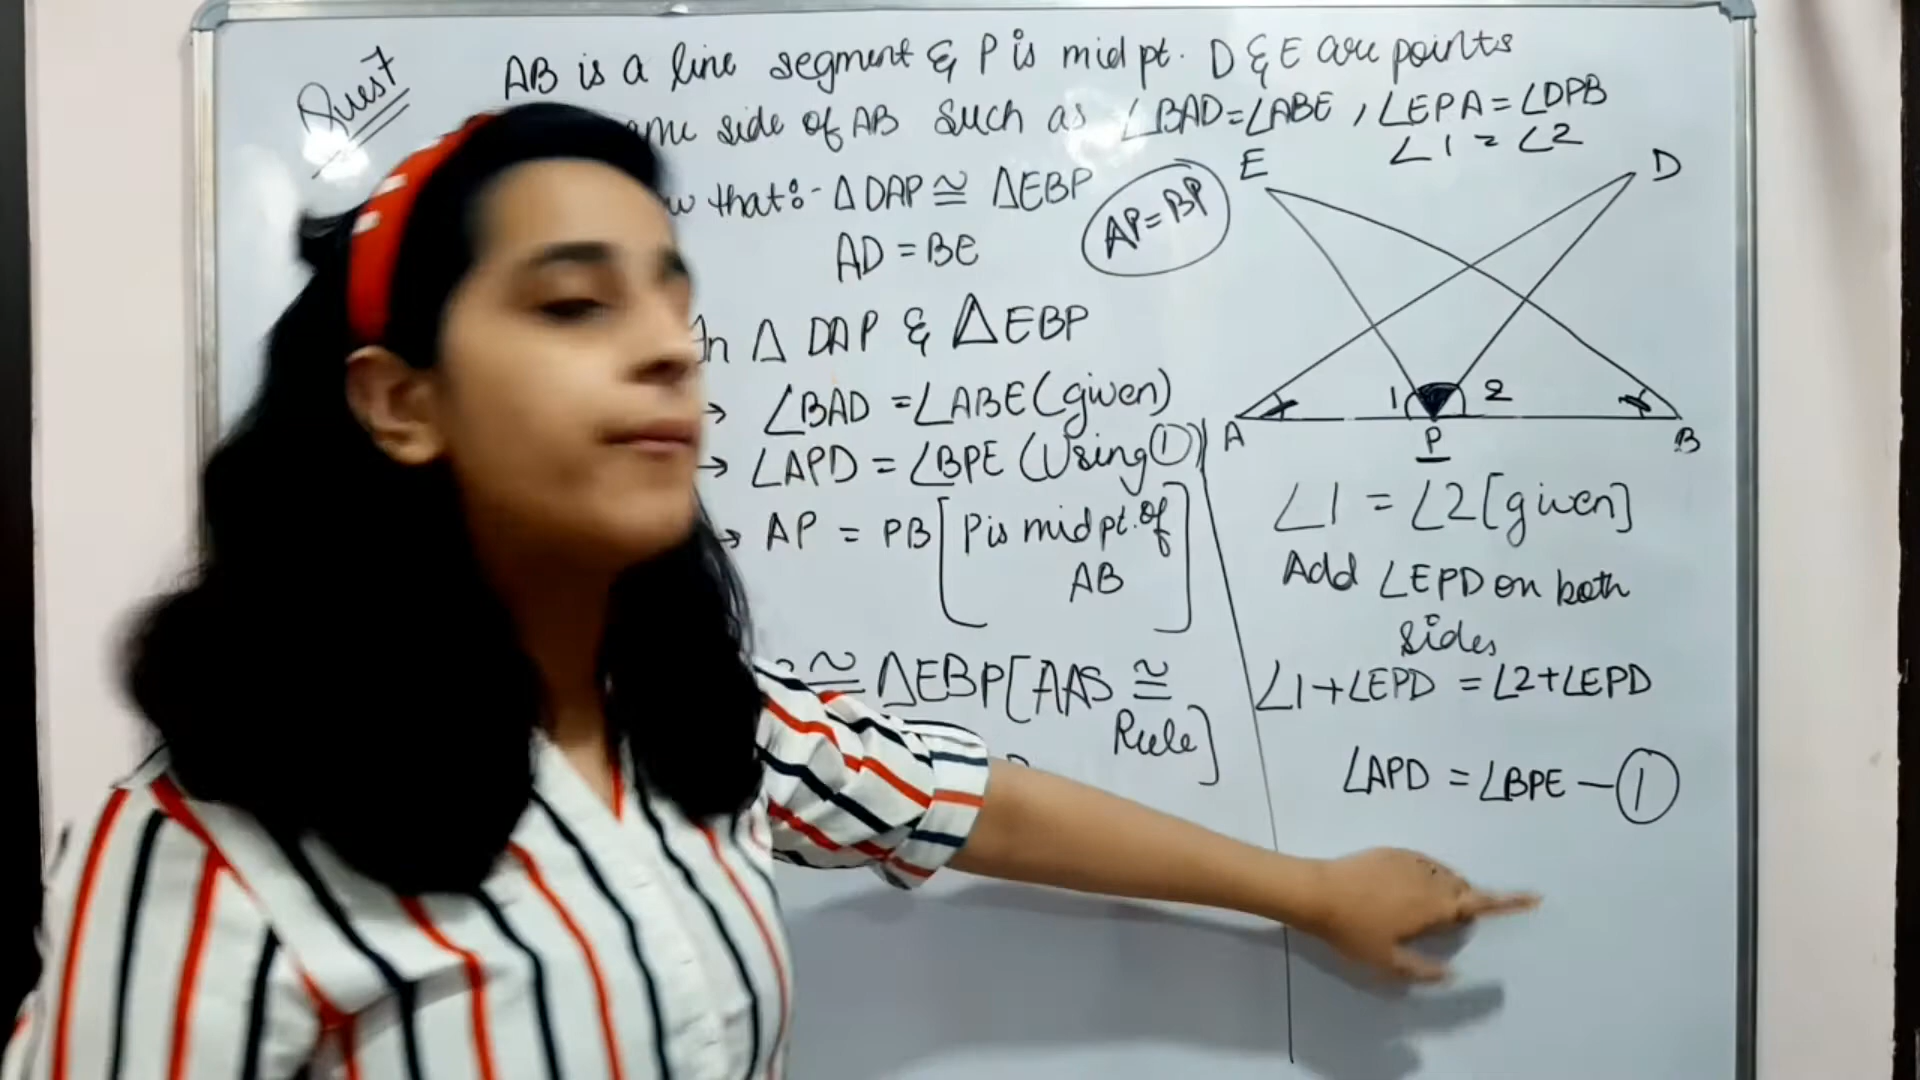 Quest
AB is a line segment & P is mid pt. D & E are points
side of AB such as ∠BAD=∠ABE, ∠EPA=∠DPB
∠1 = ∠2
that:- Δ DAP ≅ ΔEBP
AD = BE
AP=BP
E
D
1
2
A
P
B
In Δ DAP & ΔEBP
→ ∠BAD = ∠ABE (given)
→ ∠APD = ∠BPE (Using ①)
→ AP = PB [P is mid pt. of
AB]
≅ ΔEBP [AAS ≅
Rule]
∠1 = ∠2 [given]
Add ∠EPD on both
sides
∠1+∠EPD = ∠2+∠EPD
∠APD = ∠BPE – ①